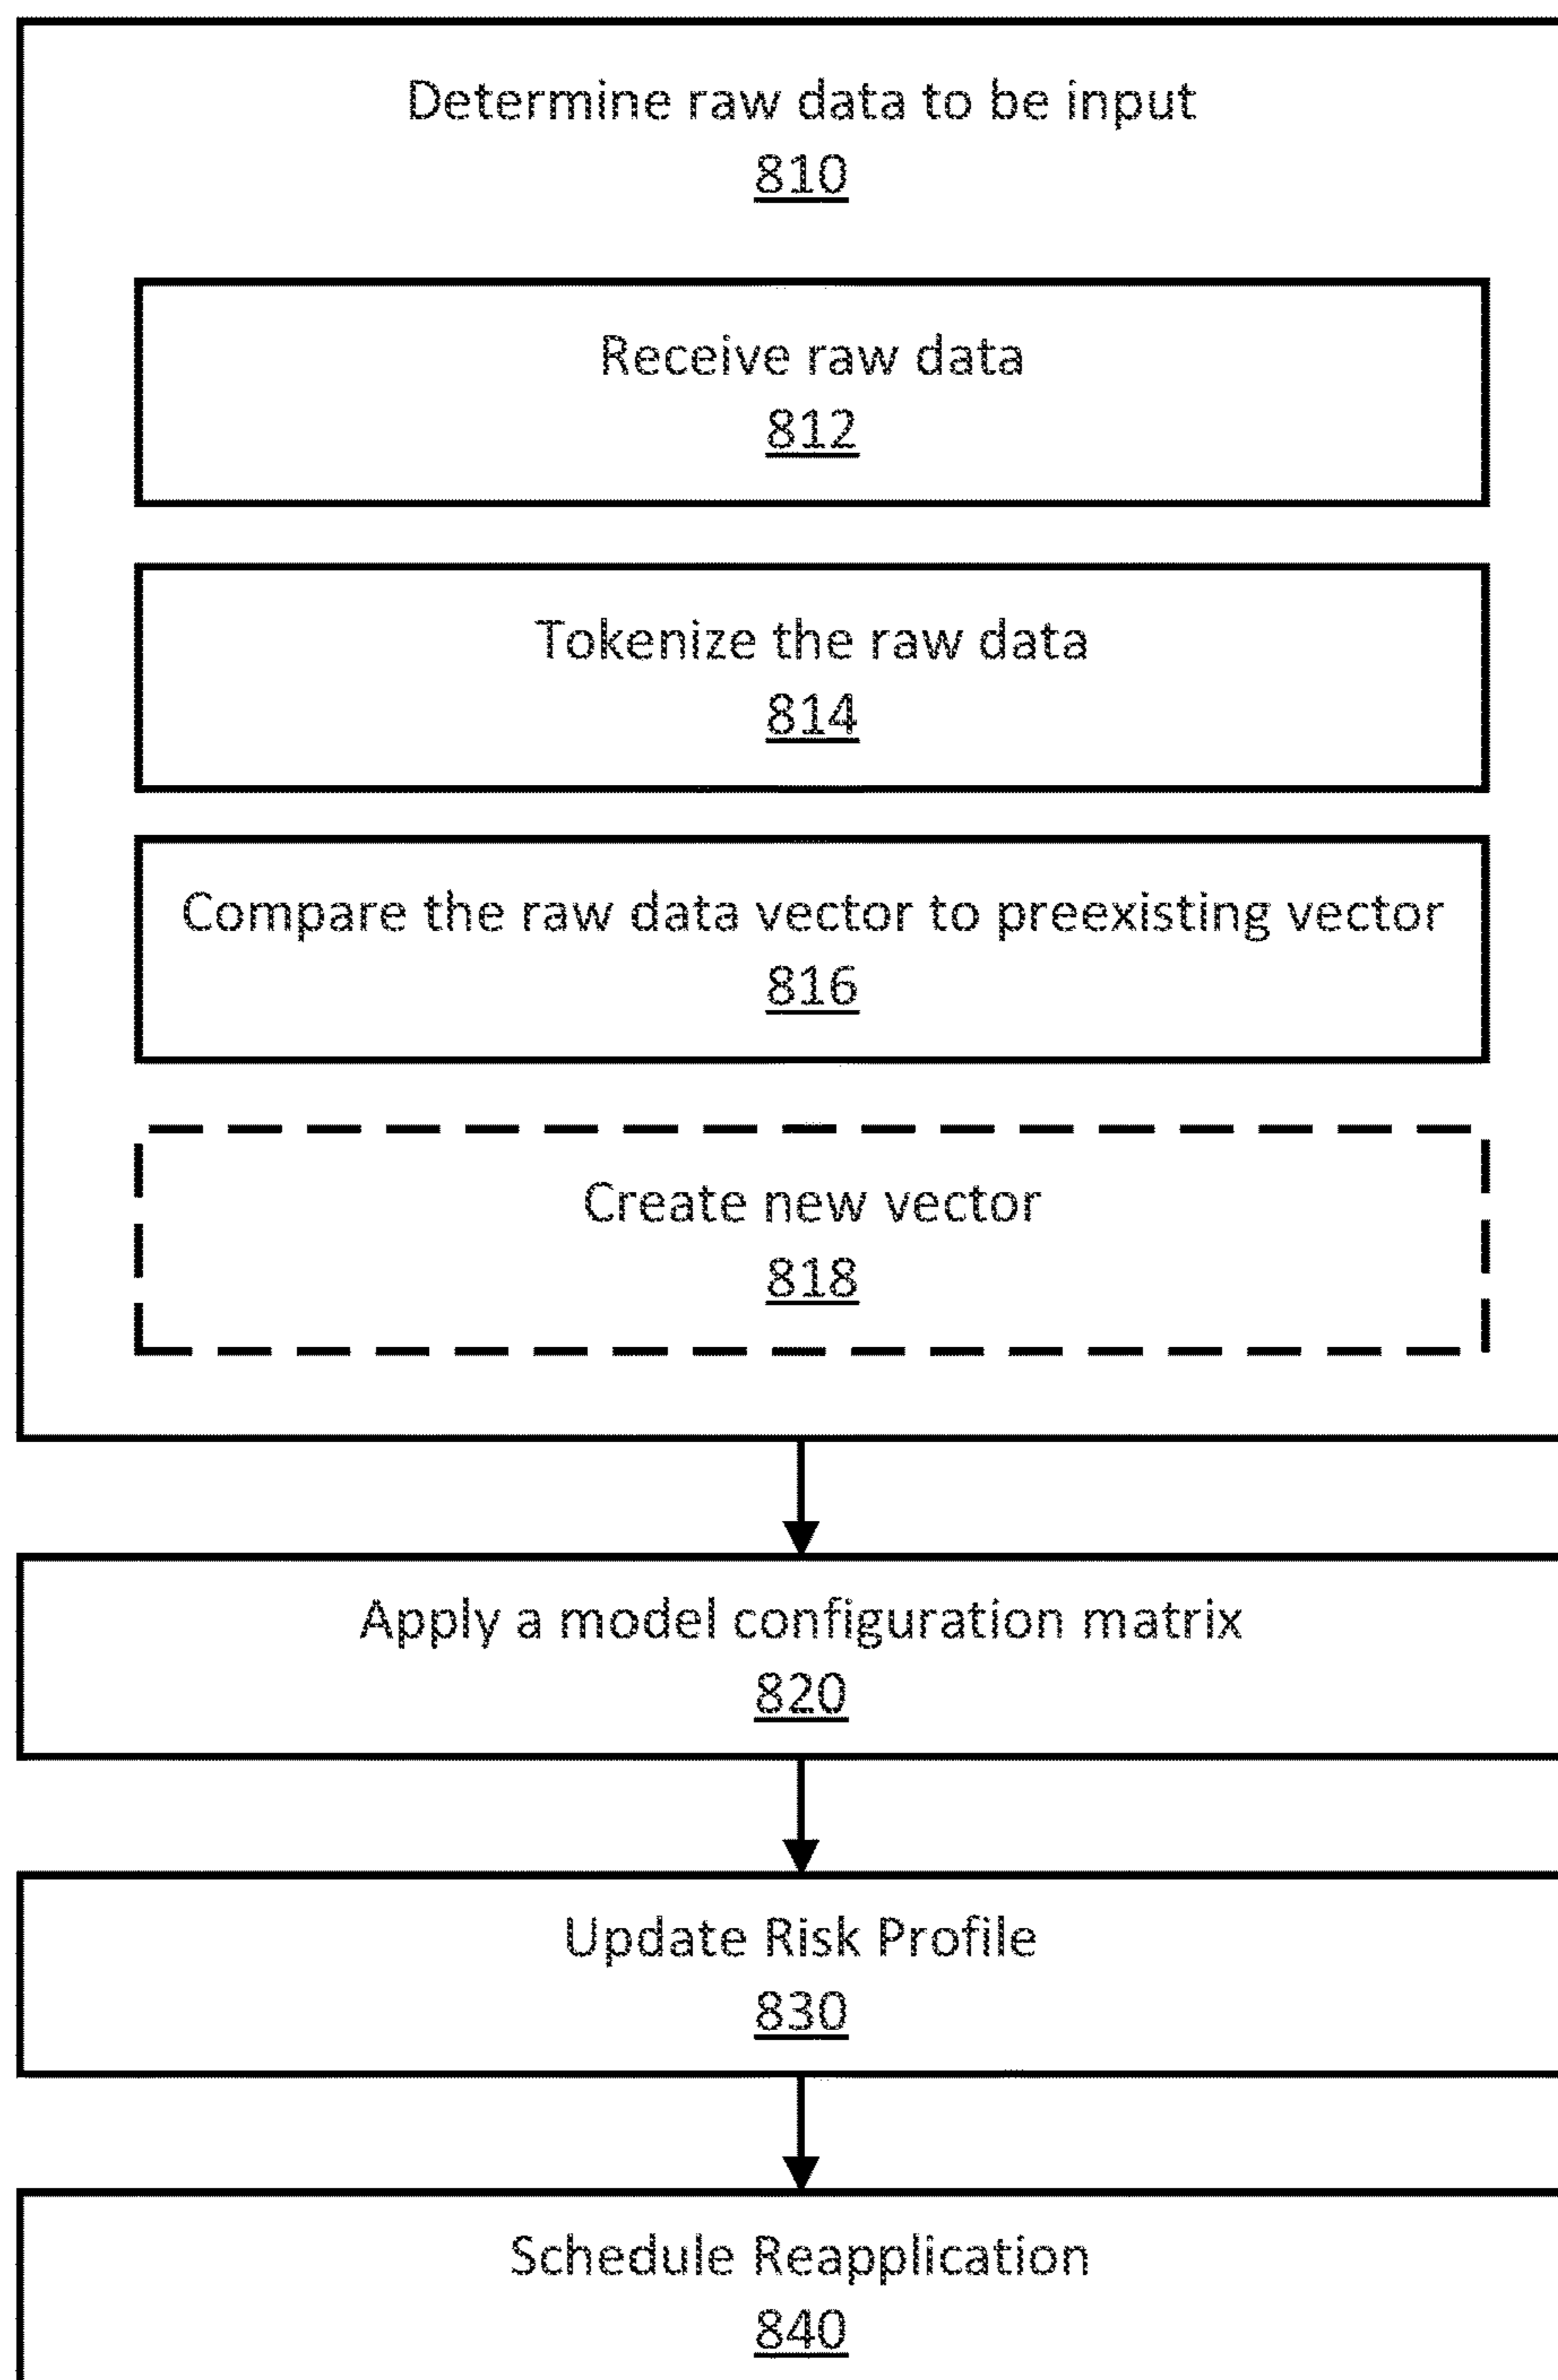 Determine raw data to be input
810
Receive raw data
812
Tokenize the raw data
814
Compare the raw data vector to preexisting vector
816
Create new vector
818
Apply a model configuration matrix
820
Update Risk Profile
830
Schedule Reapplication
840